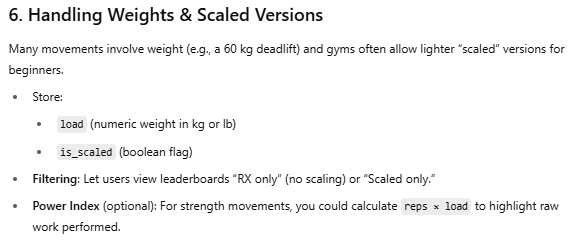 6. Handling Weights & Scaled Versions
Many movements involve weight (e.g., a 60 kg deadlift) and gyms often allow lighter “scaled” versions for
beginners.
• Store:
• load (numeric weight in kg or lb)
• is_scaled (boolean flag)
• Filtering: Let users view leaderboards “RX only” (no scaling) or “Scaled only.”
• Power Index (optional): For strength movements, you could calculate reps × load to highlight raw
work performed.